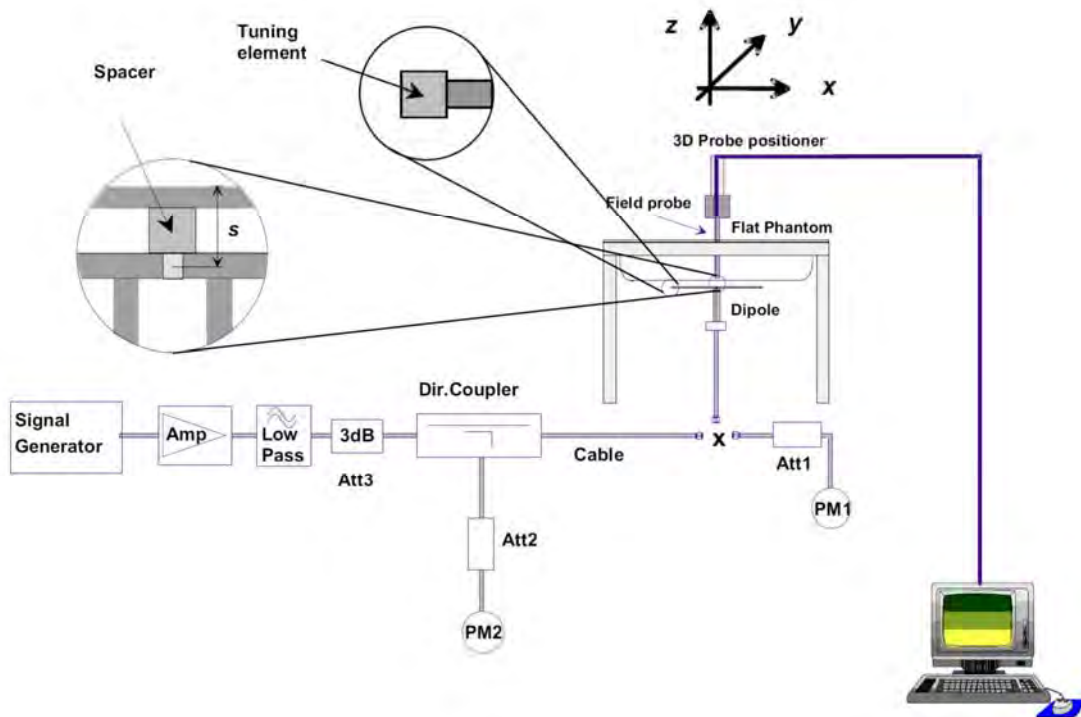 Tuning
element
z
y
x
Spacer
3D Probe positioner
Field probe
Flat Phantom
s
Dipole
Dir.Coupler
Signal
Generator
Amp
Low
Pass
3dB
Att3
Cable
x
Att1
PM1
Att2
PM2